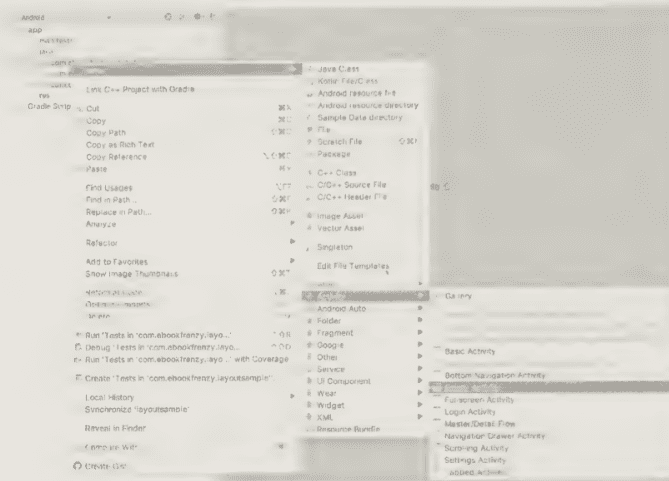 Android
app
Gradle Scrip
Link C++ Project with Gradle
Cut
Copy
Copy Path
Copy as Rich Text
Copy Reference
Paste
Find Usages
Find in Path...
Replace in Path...
Analyze
Refactor
Add to Favorites
Show Image Thumbnails
Run 'Tests in 'com.ebookfrenzy.layo...'
Debug 'Tests in 'com.ebookfrenzy.layo...
Run 'Tests in 'com.ebookfrenzy.layo...'' with Coverage
Create 'Tests in 'com.ebookfrenzy.layoutsample'...
Local History
Synchronize 'layoutsample'
Reveal in Finder
Compare With
Create Gist
Java Class
Kotlin File/Class
Android resource file
Android resource directory
Sample Data directory
File
Scratch File
Package
C++ Class
C/C++ Source File
C/C++ Header File
Image Asset
Vector Asset
Singleton
Edit File Templates
Activity
Android Auto
Folder
Fragment
Google
Other
Service
UI Component
Wear
Widget
XML
Resource Bundle
Gallery
Basic Activity
Bottom Navigation Activity
Fullscreen Activity
Login Activity
Master/Detail Flow
Navigation Drawer Activity
Scrolling Activity
Settings Activity
Tabbed Activity